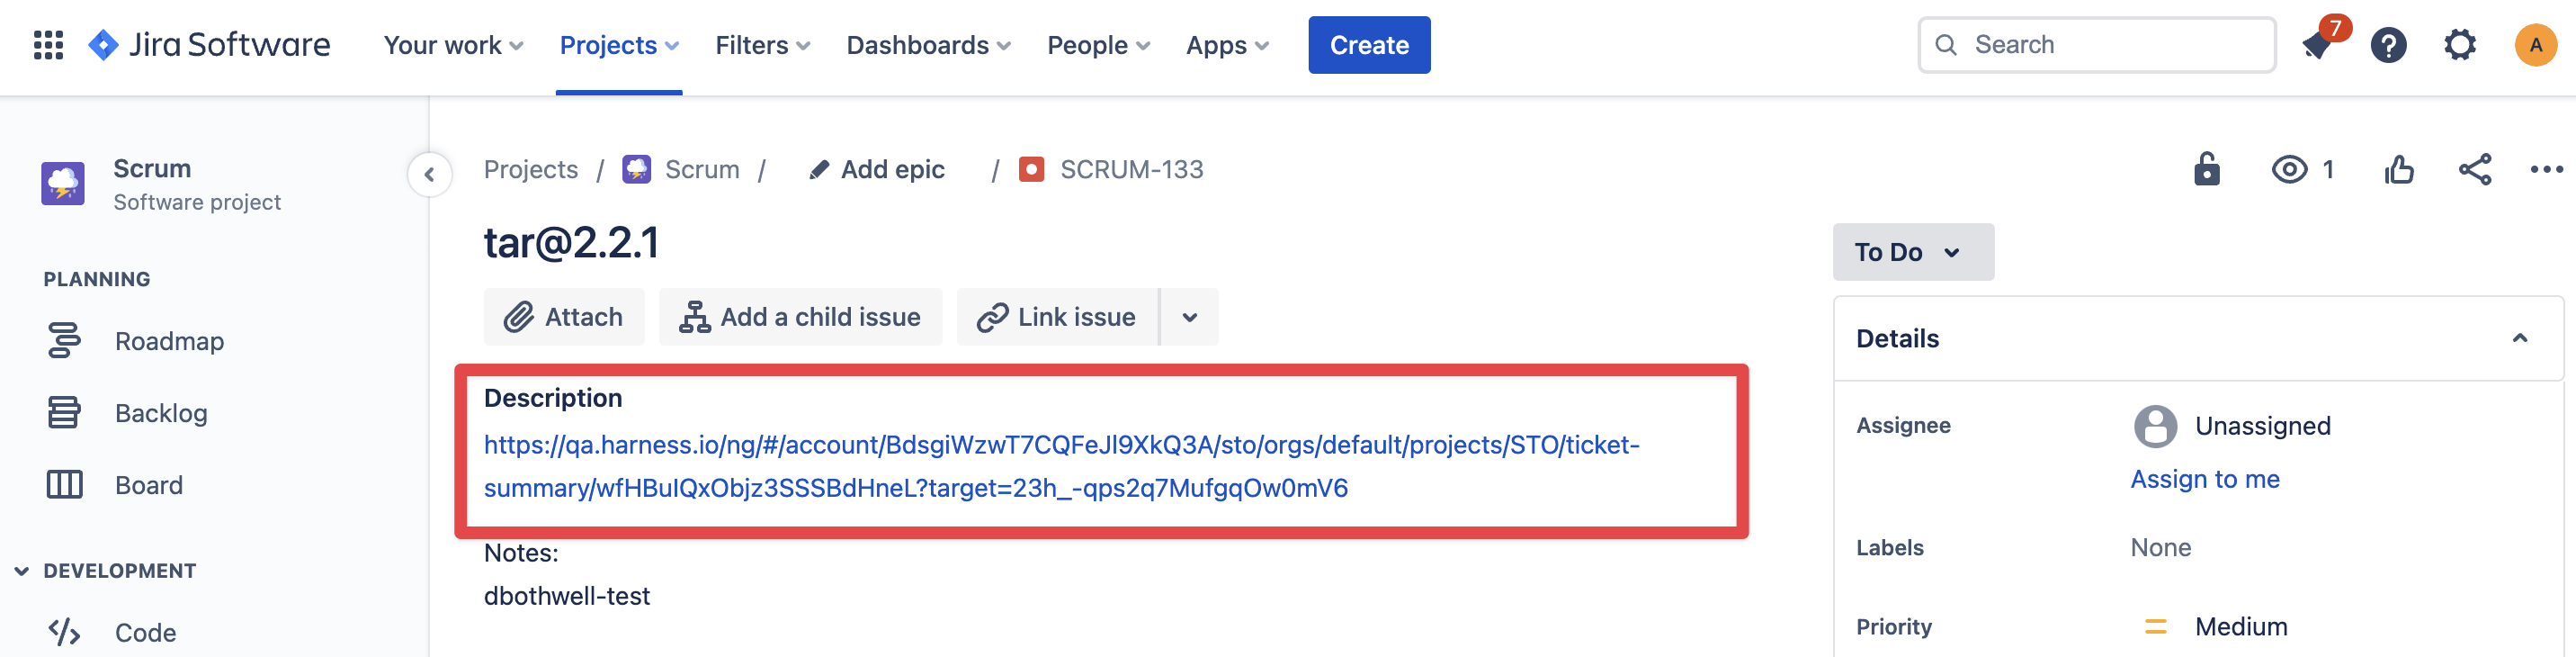 Jira Software
Your work
Projects
Filters
Dashboards
People
Apps
Create
Search
7
A
Scrum
Software project
PLANNING
Roadmap
Backlog
Board
DEVELOPMENT
Code
Projects / Scrum / Add epic / SCRUM-133
1
tar@2.2.1
Attach
Add a child issue
Link issue
Description
https://qa.harness.io/ng/#/account/BdsgiWzwT7CQFeJl9XkQ3A/sto/orgs/default/projects/STO/ticket-
summary/wfHBuIQxObjz3SSSBdHneL?target=23h_-qps2q7MufgqOw0mV6
Notes:
dbothwell-test
To Do
Details
Assignee
Unassigned
Assign to me
Labels
None
Priority
Medium